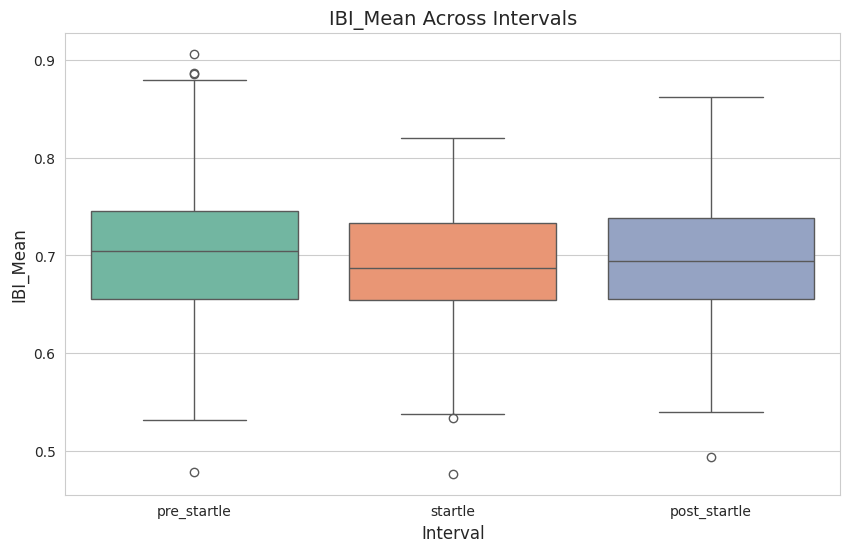 IBI_Mean Across Intervals
IBI_Mean
0.9
0.8
0.7
0.6
0.5
pre_startle
startle
post_startle
Interval